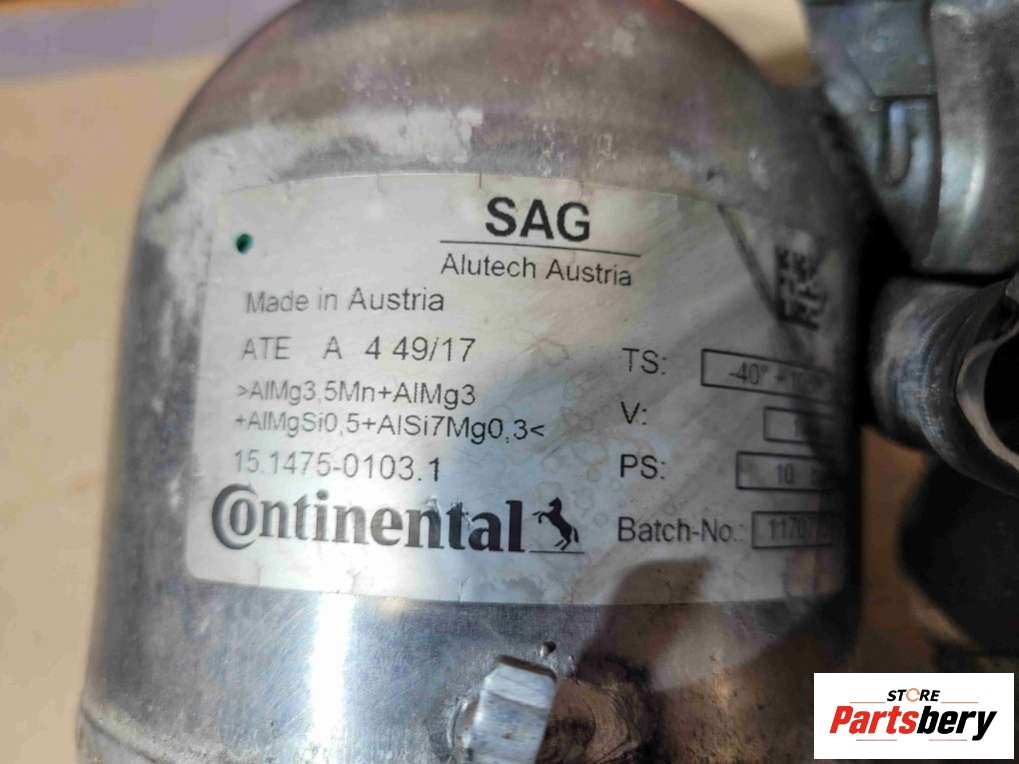 SAG
Alutech Austria
Made in Austria
ATE A 4 49/17
>AlMg3,5Mn+AlMg3
+AlMgSi0,5+AlSi7Mg0,3<
15.1475-0103.1
Continental
TS: -40°
V:
PS: 10
Batch-No.:
STORE
Partsbery